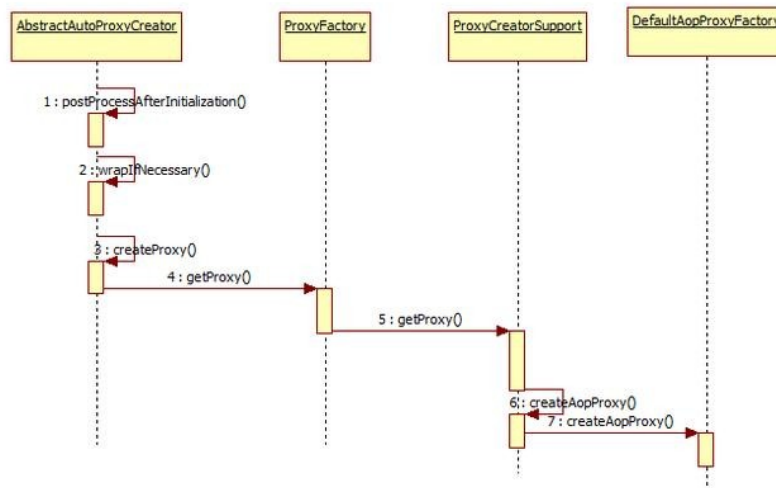 AbstractAutoProxyCreator
ProxyFactory
ProxyCreatorSupport
DefaultAopProxyFactory
1 : postProcessAfterInitialization()
2 : wrapIfNecessary()
3 : createProxy()
4 : getProxy()
5 : getProxy()
6 : createAopProxy()
7 : createAopProxy()